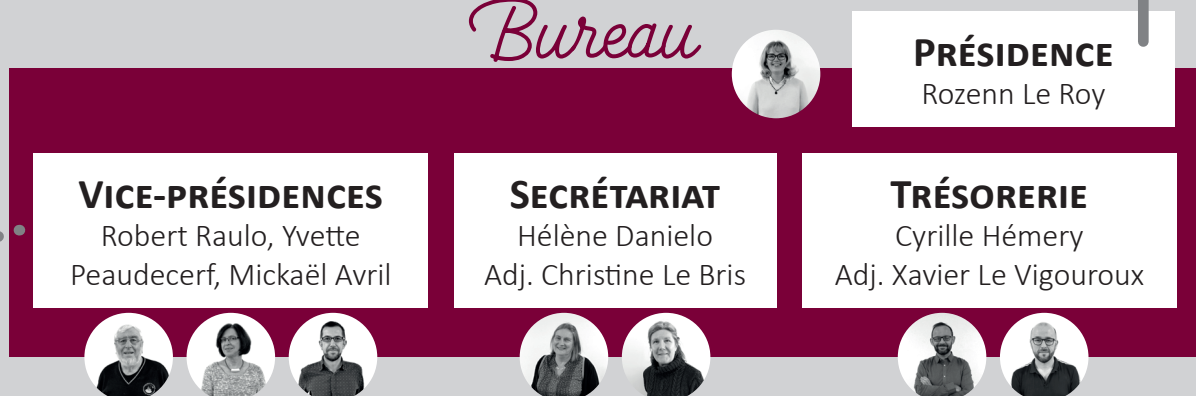 Bureau
PRÉSIDENCE
Rozenn Le Roy
VICE-PRÉSIDENCES
Robert Raulo, Yvette
Peaudecerf, Mickaël Avril
SECRÉTARIAT
Hélène Danielo
Adj. Christine Le Bris
TRÉSORERIE
Cyrille Hémery
Adj. Xavier Le Vigouroux